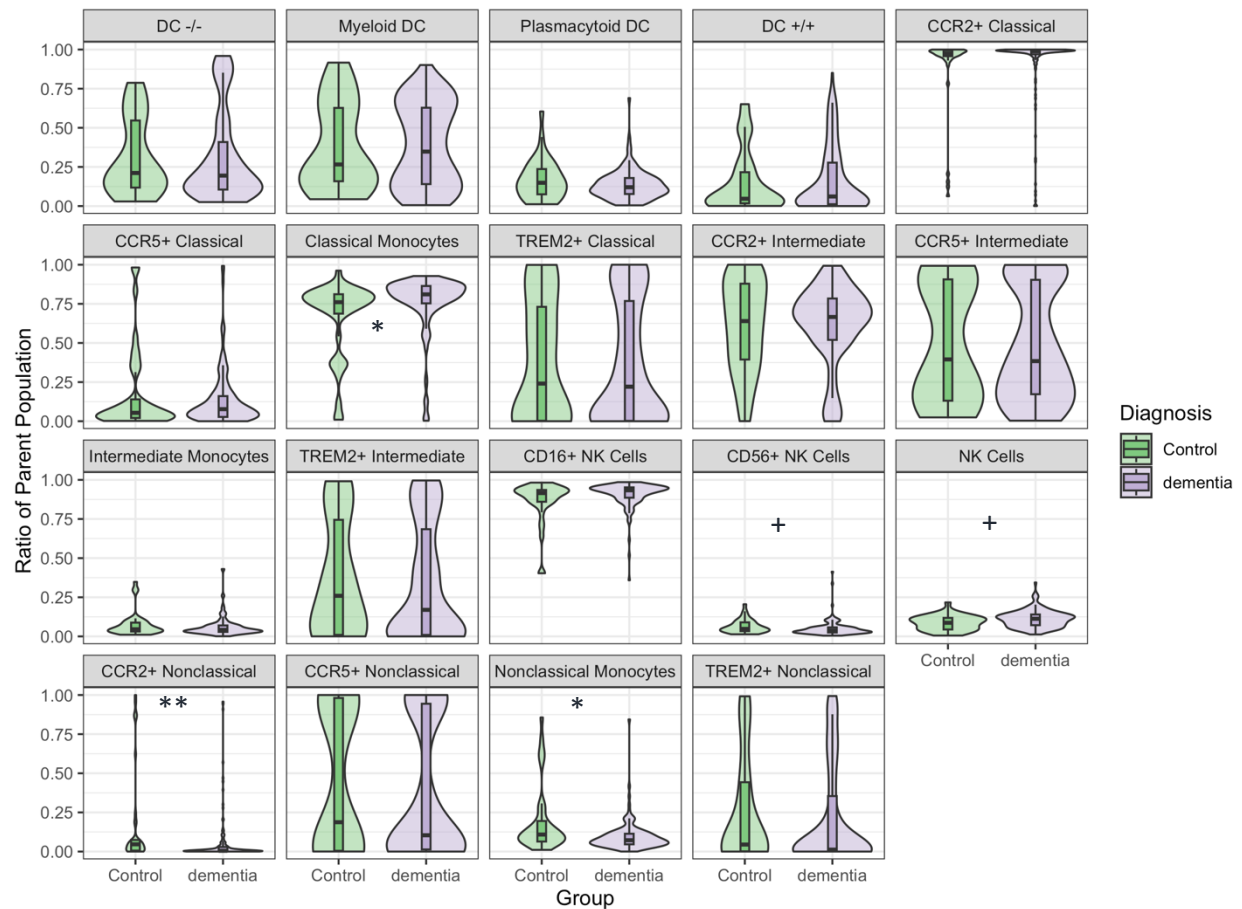 DC -/-
Myeloid DC
Plasmacytoid DC
DC +/+
CCR2+ Classical
1.00
0.75
0.50
0.25
0.00
CCR5+ Classical
Classical Monocytes
TREM2+ Classical
CCR2+ Intermediate
CCR5+ Intermediate
1.00
0.75
0.50
0.25
0.00
*
Intermediate Monocytes
TREM2+ Intermediate
CD16+ NK Cells
CD56+ NK Cells
NK Cells
1.00
0.75
0.50
0.25
0.00
+
+
Control
dementia
CCR2+ Nonclassical
CCR5+ Nonclassical
Nonclassical Monocytes
TREM2+ Nonclassical
1.00
0.75
0.50
0.25
0.00
**
*
Control
dementia
Control
dementia
Control
dementia
Control
dementia
Group
Ratio of Parent Population
Diagnosis
Control
dementia